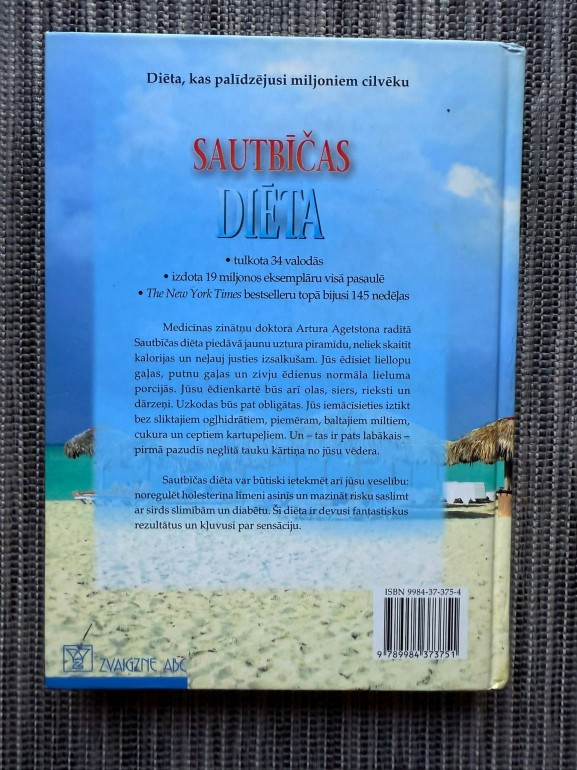 Diēta, kas palīdzējusi miljoniem cilvēku
SAUTBĪČAS
DIĒTA
• tulkota 34 valodās
• izdota 19 miljonos eksemplāru visā pasaulē
• The New York Times bestselleru topā bijusi 145 nedēļas
Medicīnas zinātņu doktora Artura Agetstona radītā
Sautbīčas diēta piedāvā jaunu uztura piramīdu, neliek skaitīt
kalorijas un neļauj justies izsalkušam. Jūs ēdīsiet liellopu
gaļas, putnu gaļas un zivju ēdienus normāla lieluma
porcijās. Jūsu ēdienkartē būs arī olas, siers, rieksti un
dārzeņi. Uzkodas būs pat obligātas. Jūs iemācīsieties iztikt
bez sliktajiem ogļhidrātiem, piemēram, baltajiem miltiem,
cukura un ceptiem kartupeļiem. Un – tas ir pats labākais –
pirmā pazudīs neglītā tauku kārtiņa no jūsu vēdera.
Sautbīčas diēta var būtiski ietekmēt arī jūsu veselību:
noregulēt holesterīna līmeni asinīs un mazināt risku saslimt
ar sirds slimībām un diabētu. Šī diēta ir devusi fantastiskus
rezultātus un kļuvusi par sensāciju.
ISBN 9984-37-375-4
9 789984 373751
ZVAIGZNE ABC